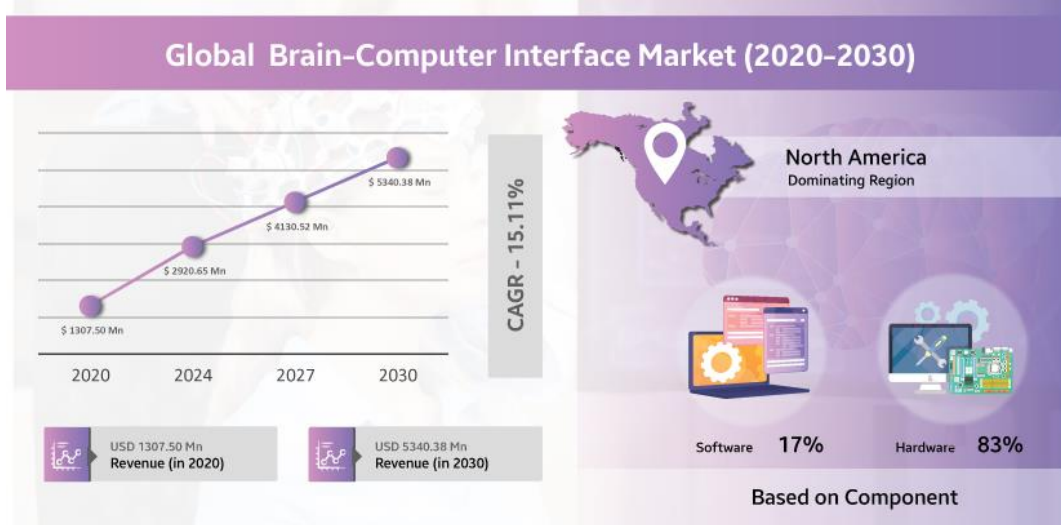 Global Brain-Computer Interface Market (2020-2030)
$ 5340.38 Mn
$ 4130.52 Mn
$ 2920.65 Mn
$ 1307.50 Mn
2020 2024 2027 2030
CAGR - 15.11%
USD 1307.50 Mn
Revenue (in 2020)
USD 5340.38 Mn
Revenue (in 2030)
North America
Dominating Region
Software 17% Hardware 83%
Based on Component